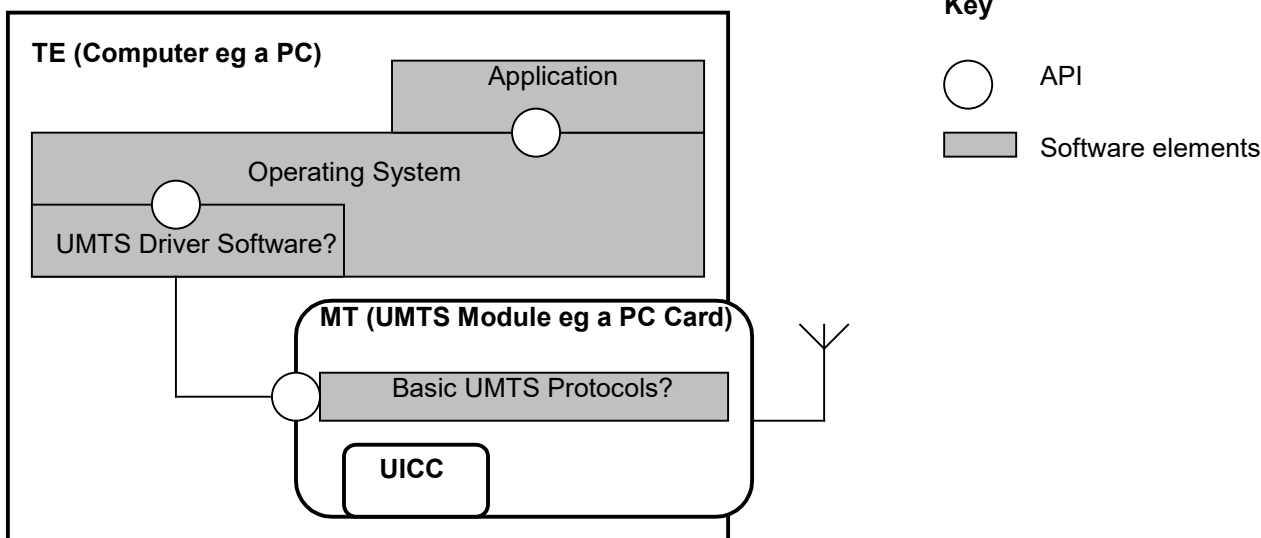 Key
TE (Computer eg a PC)
Application
API
Software elements
Operating System
UMTS Driver Software?
MT (UMTS Module eg a PC Card)
Basic UMTS Protocols?
UICC